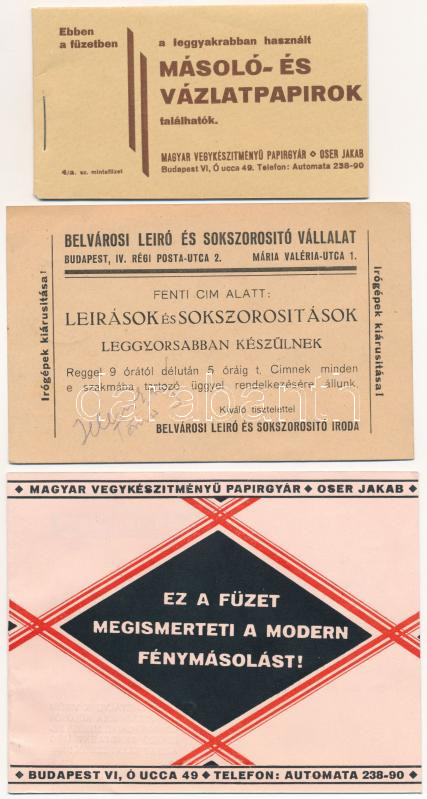 Ebben
a füzetben
a leggyakrabban használt
MÁSOLÓ- ÉS
VÁZLATPAPIROK
találhatók.
MAGYAR VEGYKÉSZITMÉNYŰ PAPIRGYÁR ◆ OSER JAKAB
Budapest VI, Ó ucca 49. Telefon: Automata 238-90
4/a. sz. mintafüzet
BELVÁROSI LEIRÓ ÉS SOKSZOROSITÓ VÁLLALAT
BUDAPEST, IV. RÉGI POSTA-UTCA 2. MÁRIA VALÉRIA-UTCA 1.
Irógépek kiárusitása!
FENTI CIM ALATT:
LEIRÁSOK ÉS SOKSZOROSITÁSOK
LEGGYORSABBAN KÉSZÜLNEK
Reggel 9 órától délután 5 óráig t. Cimnek minden
e szakmába tartozó üggyel rendelkezésére állunk.
Kiváló tisztelettel
BELVÁROSI LEIRÓ ÉS SOKSZOROSITÓ IRODA
Irógépek kiárusitása!
darabanth
◆ MAGYAR VEGYKÉSZITMÉNYŰ PAPIRGYÁR ◆ OSER JAKAB ◆
EZ A FÜZET
MEGISMERTETI A MODERN
FÉNYMÁSOLÁST!
◆ BUDAPEST VI, Ó UCCA 49 ◆ TELEFON: AUTOMATA 238-90 ◆